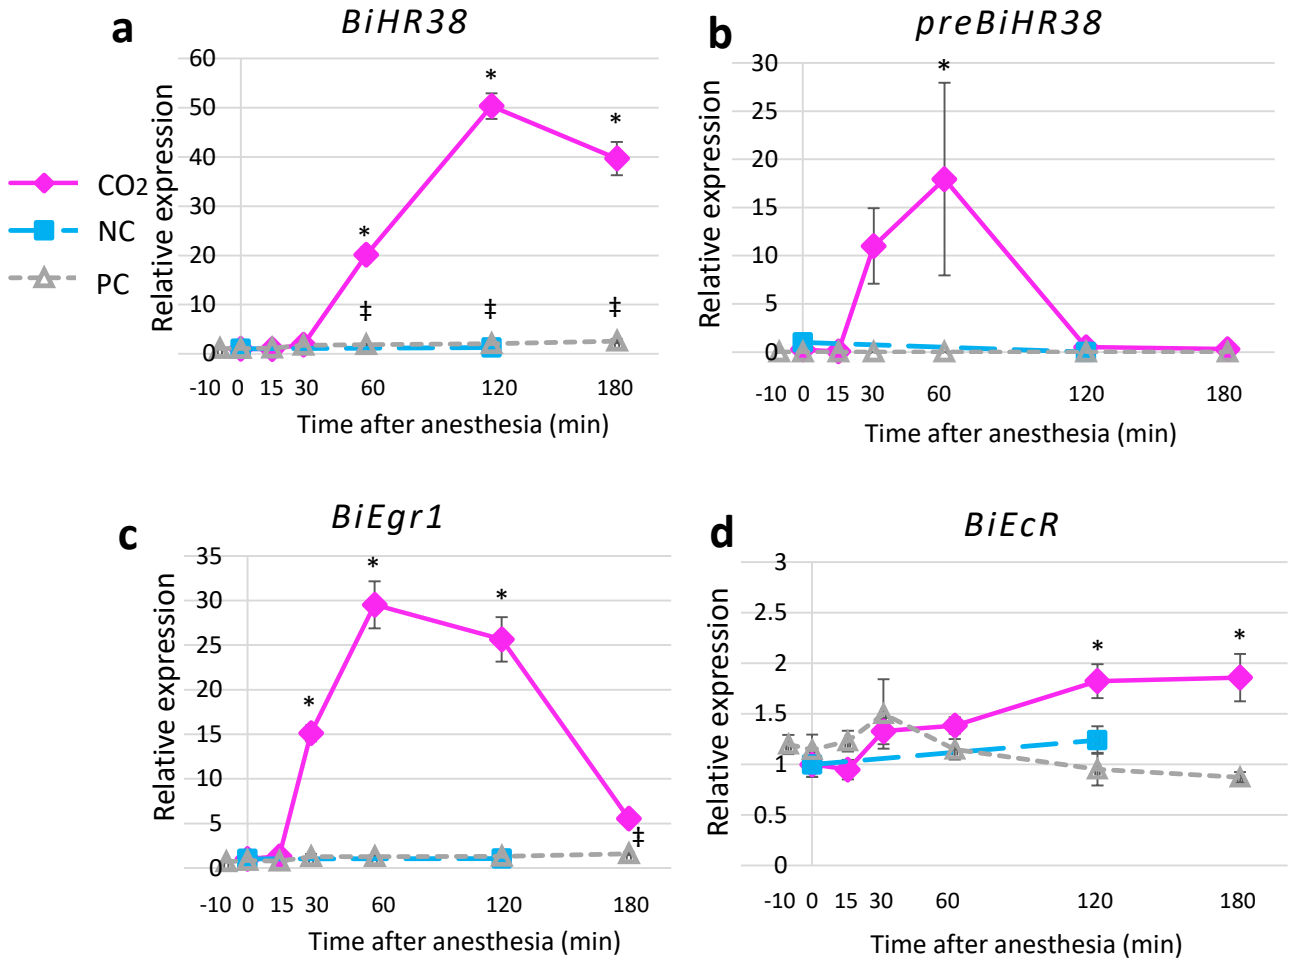 a
BiHR38
60
50
40
30
20
10
0
Relative expression
*
*
*
‡
‡
‡
-10 0 15 30 60 120 180
Time after anesthesia (min)
CO2
NC
PC
b
preBiHR38
30
25
20
15
10
5
0
Relative expression
*
-10 0 15 30 60 120 180
Time after anesthesia (min)
c
BiEgr1
35
30
25
20
15
10
5
0
Relative expression
*
*
*
‡
-10 0 15 30 60 120 180
Time after anesthesia (min)
d
BiEcR
3
2.5
2
1.5
1
0.5
0
Relative expression
*
*
-10 0 15 30 60 120 180
Time after anesthesia (min)